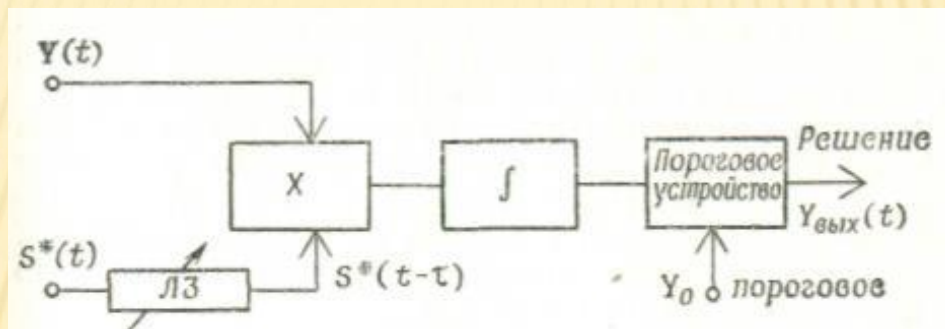 Y(t)
X
∫
Пороговое
устройство
Решение
Yвых(t)
S*(t)
ЛЗ
S*(t-τ)
Y₀ пороговое